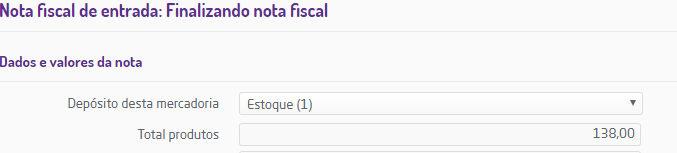 Nota fiscal de entrada: Finalizando nota fiscal
Dados e valores da nota
Depósito desta mercadoria Estoque (1)
Total produtos 138,00